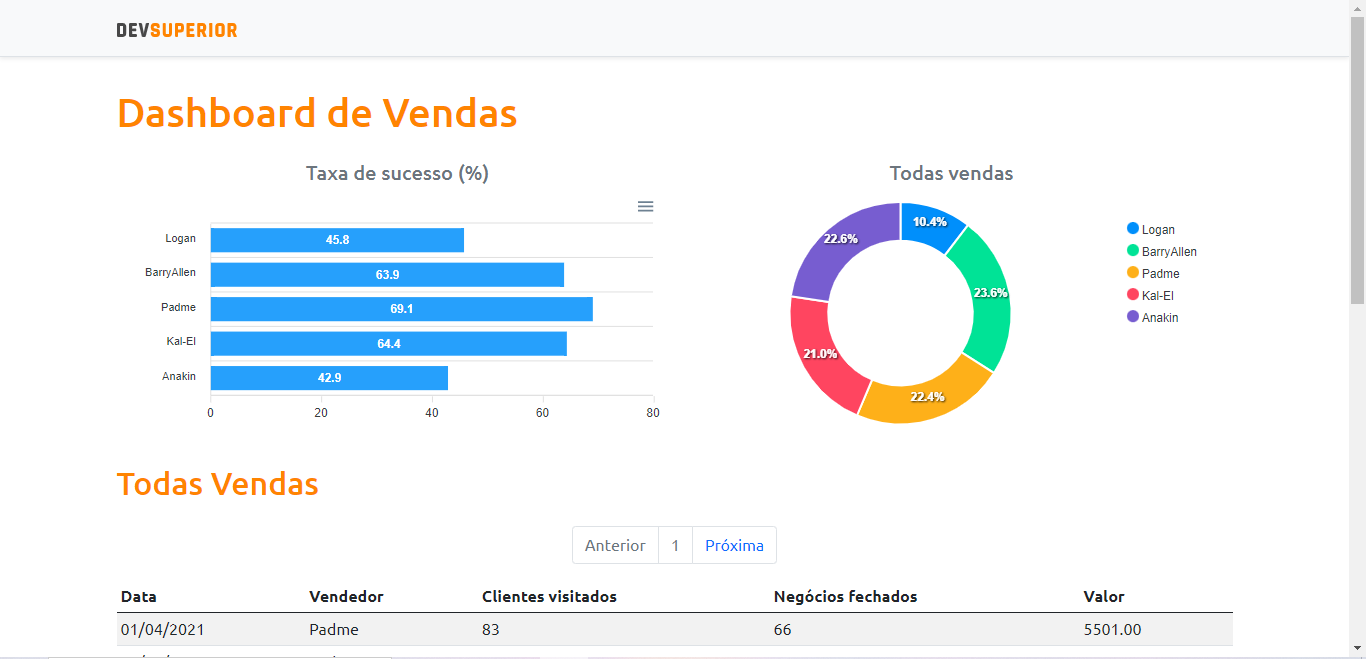 DEVSUPERIOR
Dashboard de Vendas
Taxa de sucesso (%)
Logan 45.8
BarryAllen 63.9
Padme 69.1
Kal-El 64.4
Anakin 42.9
0 20 40 60 80
Todas vendas
10.4%
23.6%
22.4%
21.0%
22.6%
Logan
BarryAllen
Padme
Kal-El
Anakin
Todas Vendas
Anterior 1 Próxima
Data Vendedor Clientes visitados Negócios fechados Valor
01/04/2021 Padme 83 66 5501.00